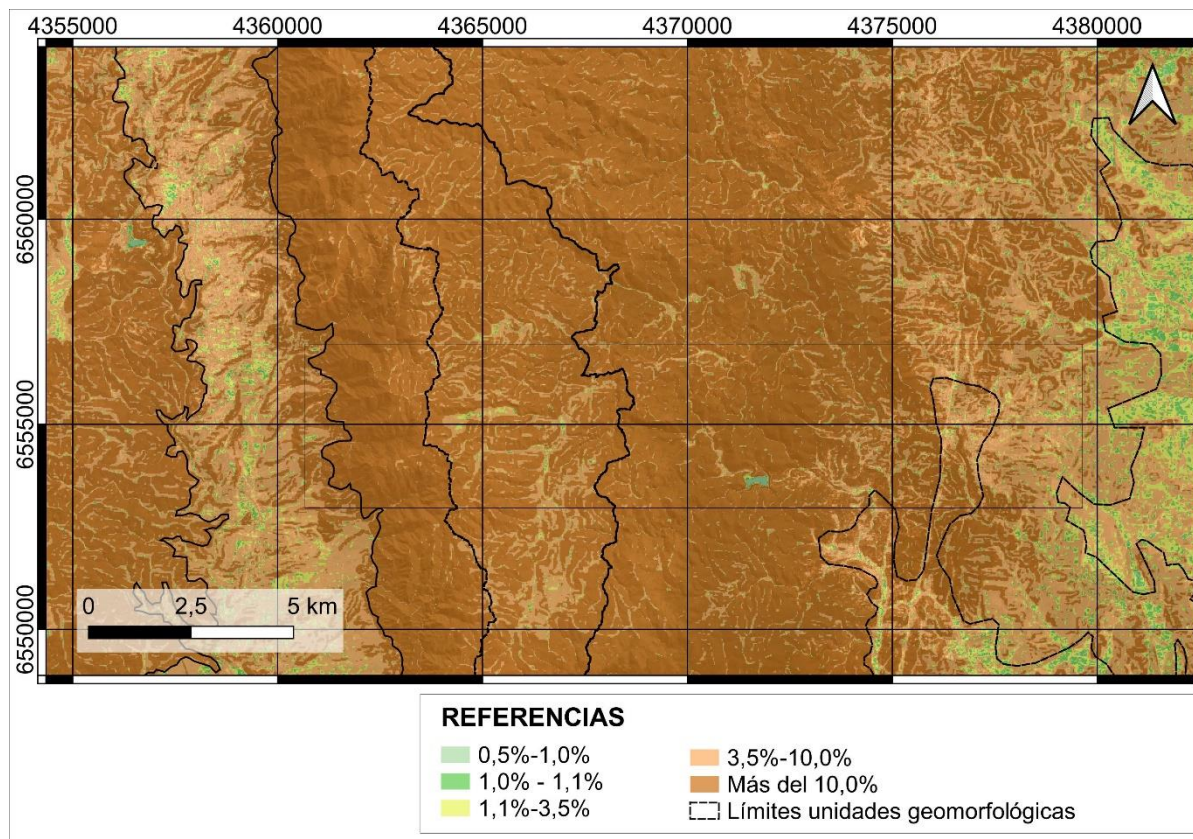 4355000 4360000 4365000 4370000 4375000 4380000
6560000
6555000
6550000
0 2,5 5 km
REFERENCIAS
0,5%-1,0%
1,0% - 1,1%
1,1%-3,5%
3,5%-10,0%
Más del 10,0%
Límites unidades geomorfológicas